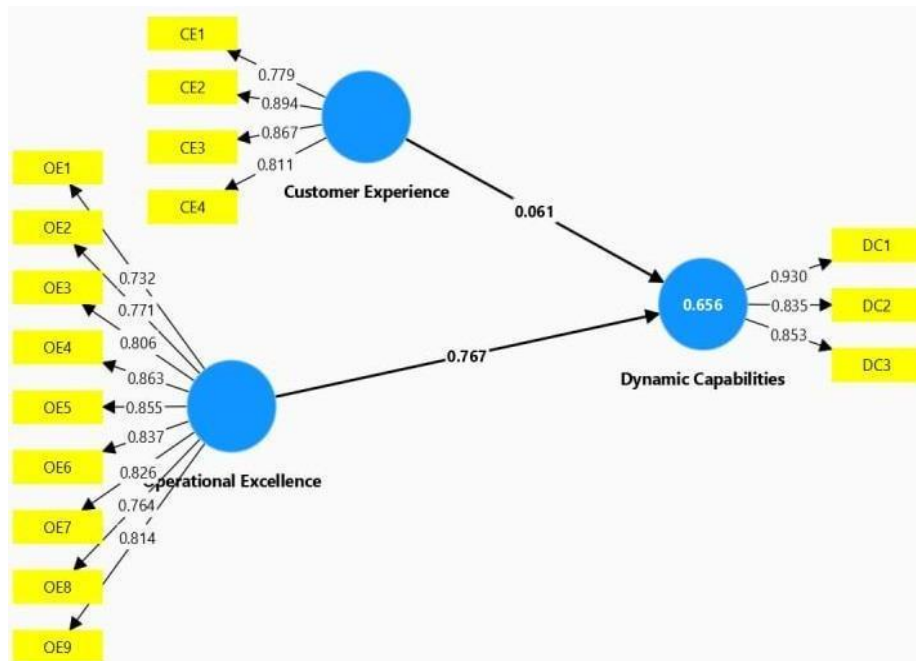 CE1
0.779
CE2
0.894
CE3
0.867
CE4
0.811
Customer Experience
OE1
0.732
OE2
0.771
OE3
0.806
OE4
0.863
OE5
0.855
OE6
0.837
OE7
0.826
OE8
0.764
OE9
0.814
Operational Excellence
0.061
0.767
0.656
Dynamic Capabilities
DC1
0.930
DC2
0.835
DC3
0.853